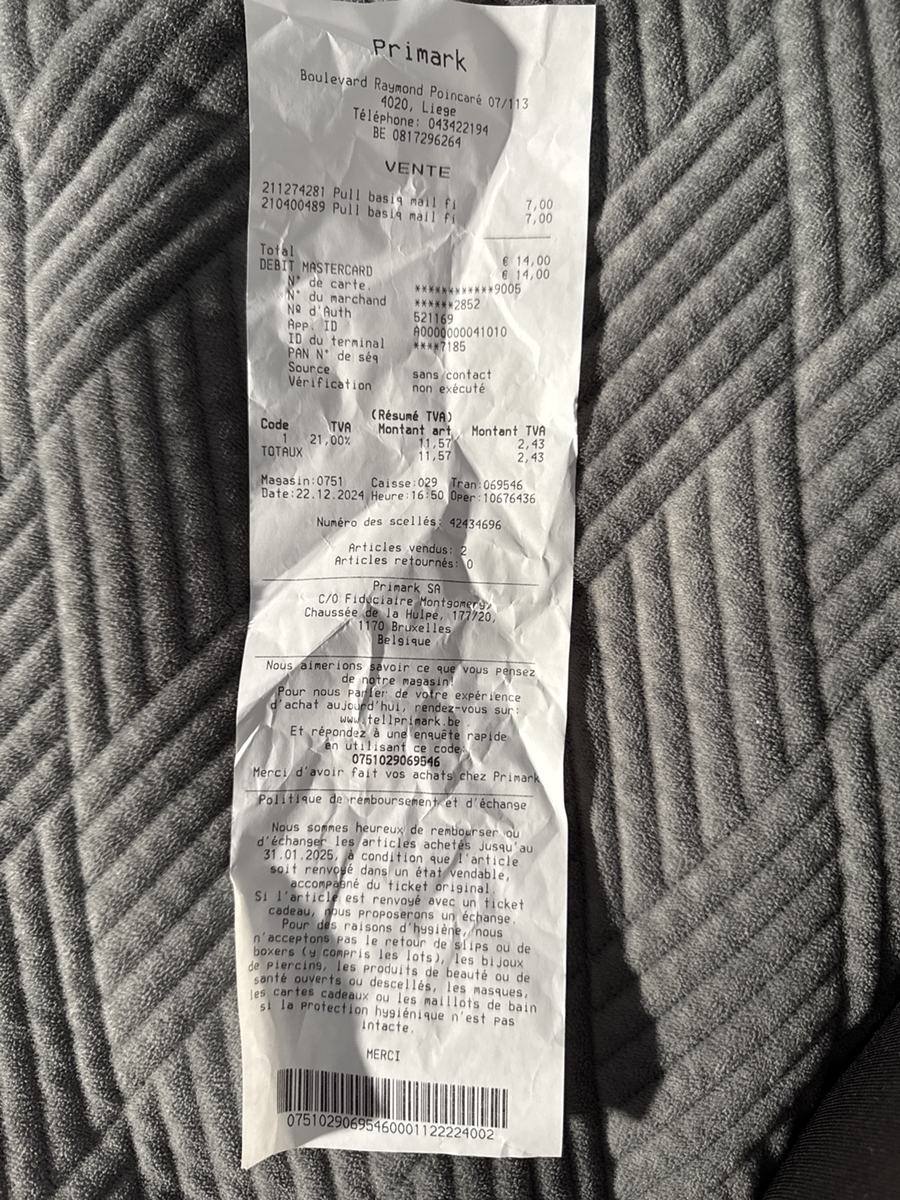 Primark
Boulevard Raymond Poincaré 07/113
4020, Liege
Téléphone: 043422194
BE 0817296264
VENTE
211274281 Pull basiq mail fi 7,00
210400489 Pull basiq mail fi 7,00
Total € 14,00
DEBIT MASTERCARD € 14,00
N° de carte. ************9005
N° du marchand ******2852
Nº d'Auth 521169
App. ID A0000000041010
ID du terminal ****7185
PAN N° de séq
Source sans contact
Vérification non exécuté
(Résumé TVA)
Code TVA Montant art Montant TVA
1 21,00% 11,57 2,43
TOTAUX 11,57 2,43
Magasin:0751 Caisse:029 Tran:069546
Date:22.12.2024 Heure:16:50 Oper:10676436
Numéro des scellés: 42434696
Articles vendus: 2
Articles retournés: 0
Primark SA
C/O Fiduciaire Montgomery,
Chaussée de la Hulpe, 177/20,
1170 Bruxelles
Belgique
Nous aimerions savoir ce que vous pensez
de notre magasin!
Pour nous parler de votre expérience
d'achat aujourd'hui, rendez-vous sur:
www.tellprimark.be
Et répondez à une enquête rapide
en utilisant ce code:
0751029069546
Merci d'avoir fait vos achats chez Primark
Politique de remboursement et d'échange
Nous sommes heureux de rembourser ou
d'échanger les articles achetés jusqu'au
31.01.2025, à condition que l'article
soit renvoyé dans un état vendable,
accompagné du ticket original.
Si l'article est renvoyé avec un ticket
cadeau, nous proposerons un échange.
Pour des raisons d'hygiène, nous
n'acceptons pas le retour de slips ou de
boxers (y compris les lots), les bijoux
de piercing, les produits de beauté ou de
santé ouverts ou descellés, les masques,
les cartes cadeaux ou les maillots de bain
si la protection hygiénique n'est pas
intacte.
MERCI
07510290695460001122224002